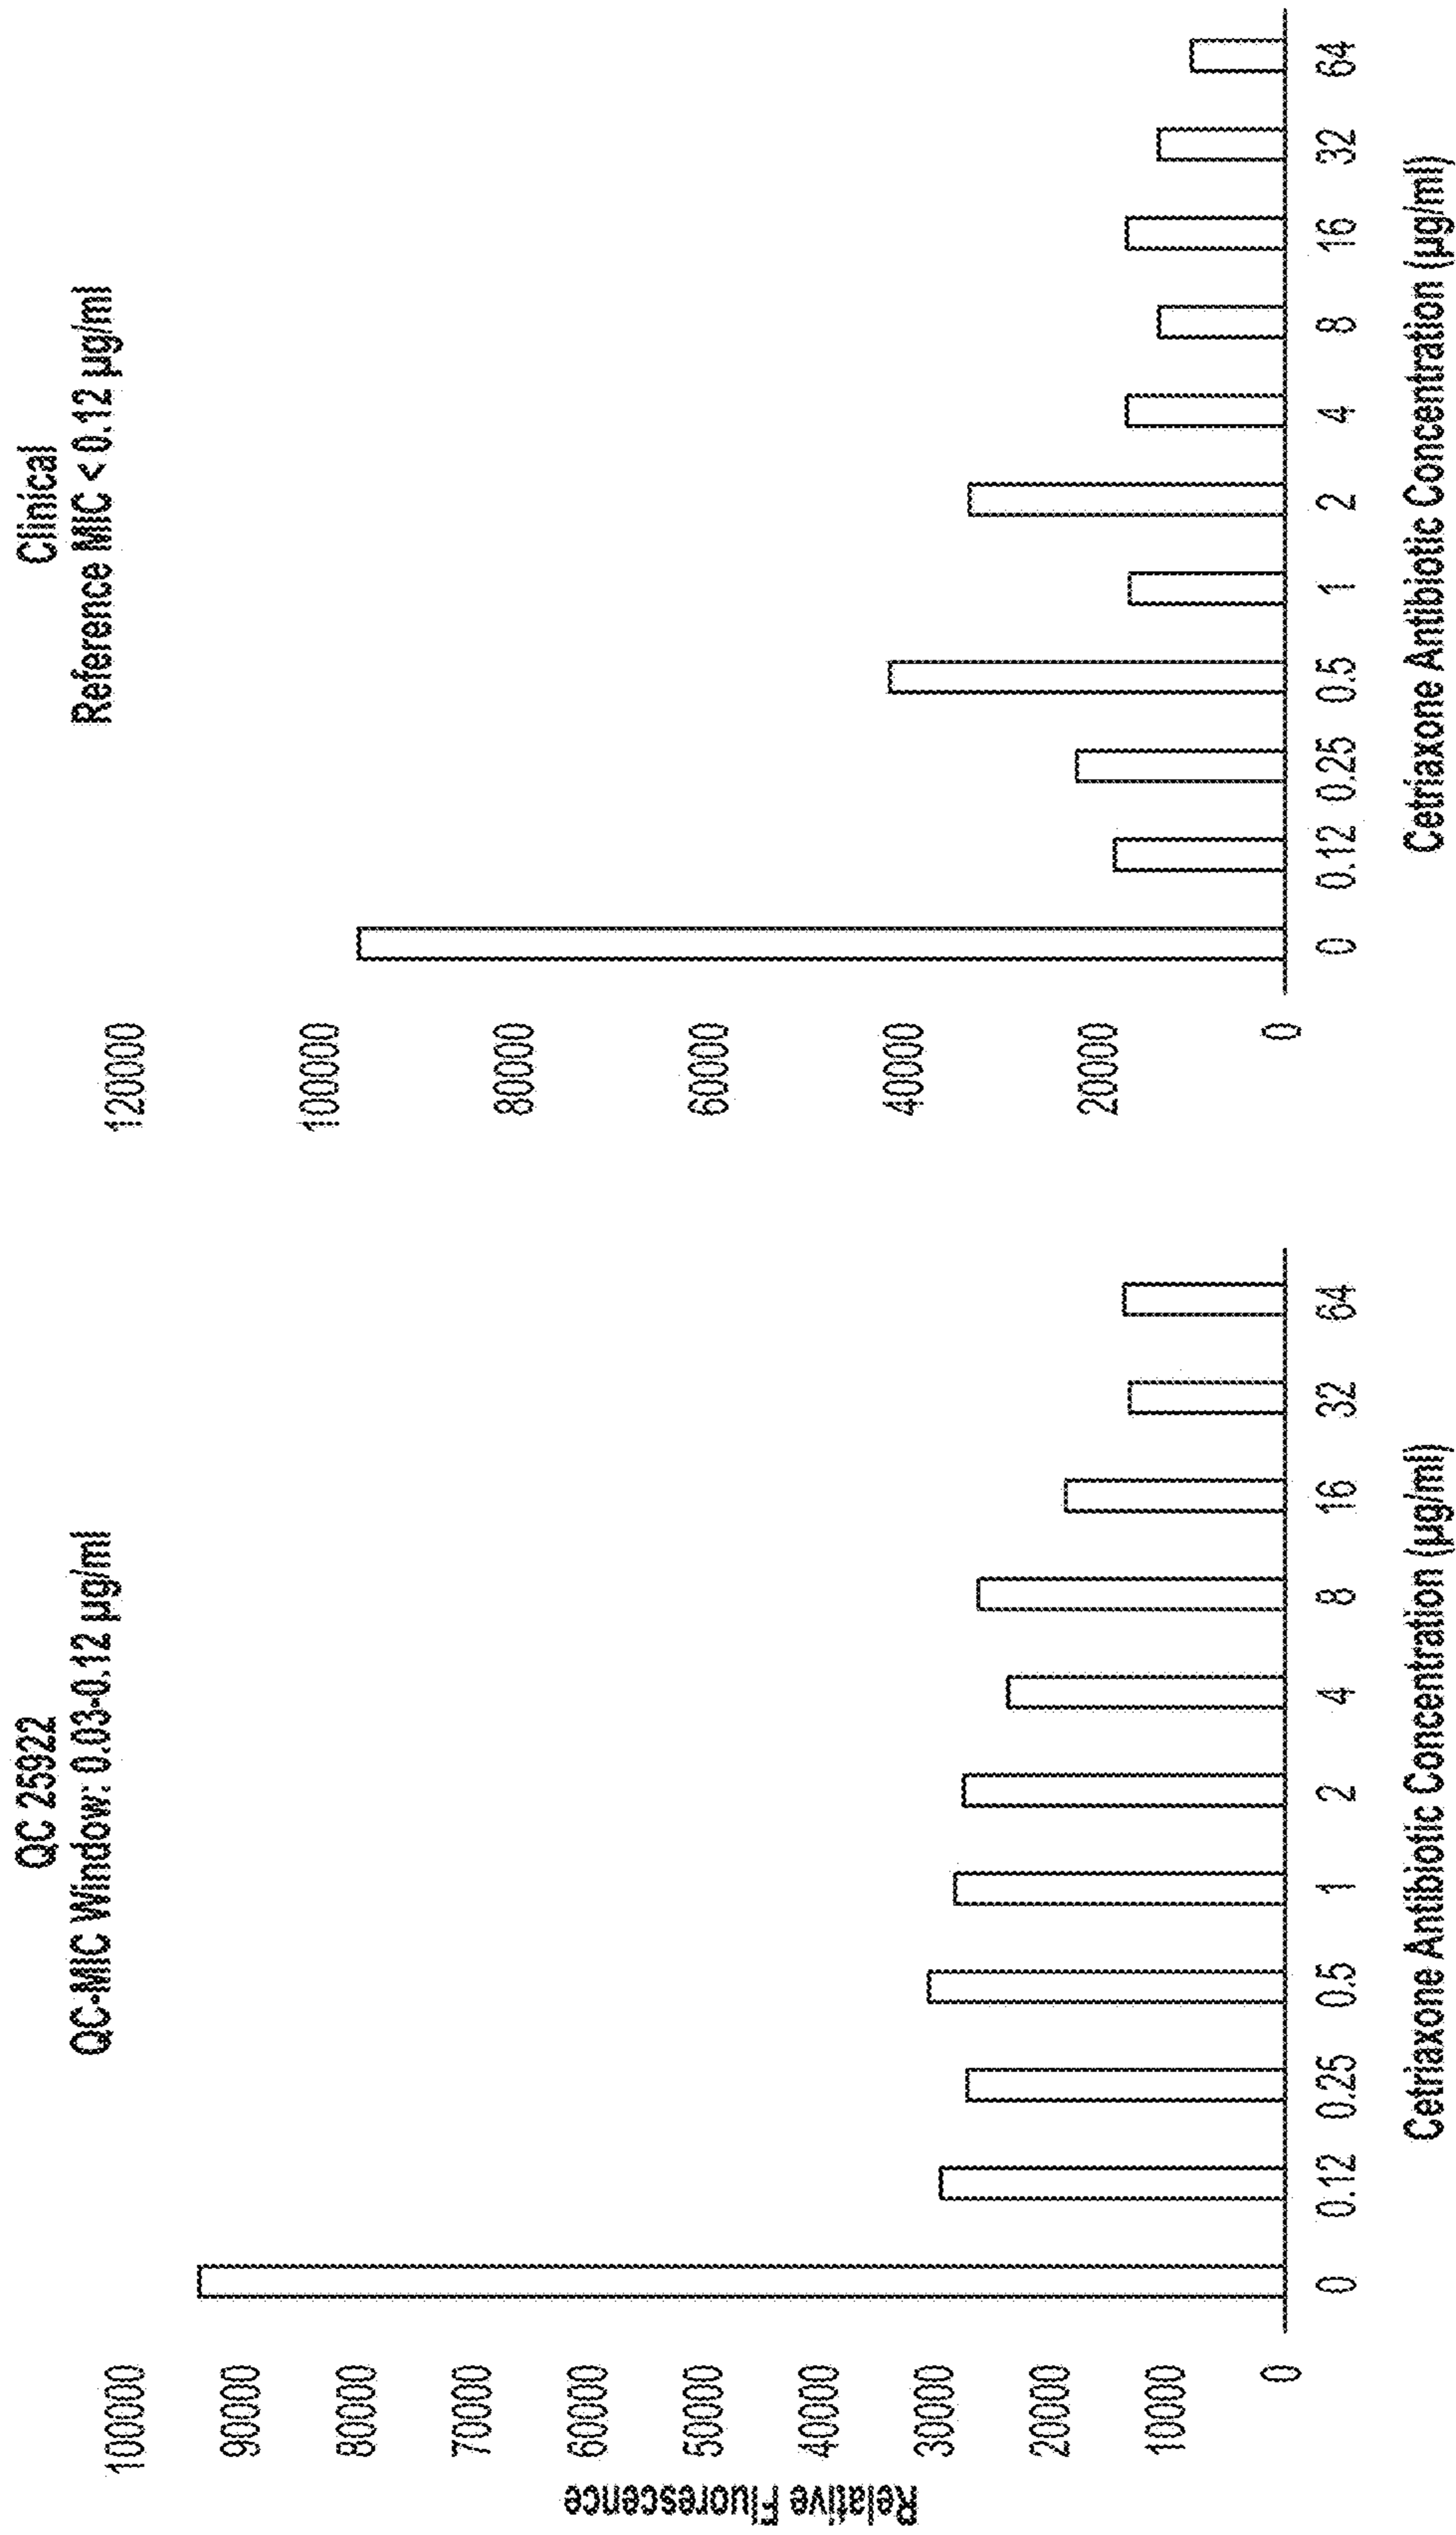 QC 25922
QC-MIC Window: 0.03-0.12 µg/ml
Relative Fluorescence
100000
90000
80000
70000
60000
50000
40000
30000
20000
10000
0
0 0.12 0.25 0.5 1 2 4 8 16 32 64
Cetriaxone Antibiotic Concentration (µg/ml)
Clinical
Reference MIC < 0.12 µg/ml
120000
100000
80000
60000
40000
20000
0
0 0.12 0.25 0.5 1 2 4 8 16 32 64
Cetriaxone Antibiotic Concentration (µg/ml)